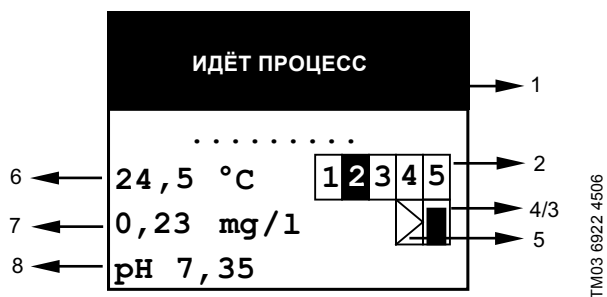 ИДЁТ ПРОЦЕСС
1
.........
6 24,5 °C 1 2 3 4 5 2
4/3
7 0,23 mg/l 5
8 pH 7,35
TM03 6922 4506